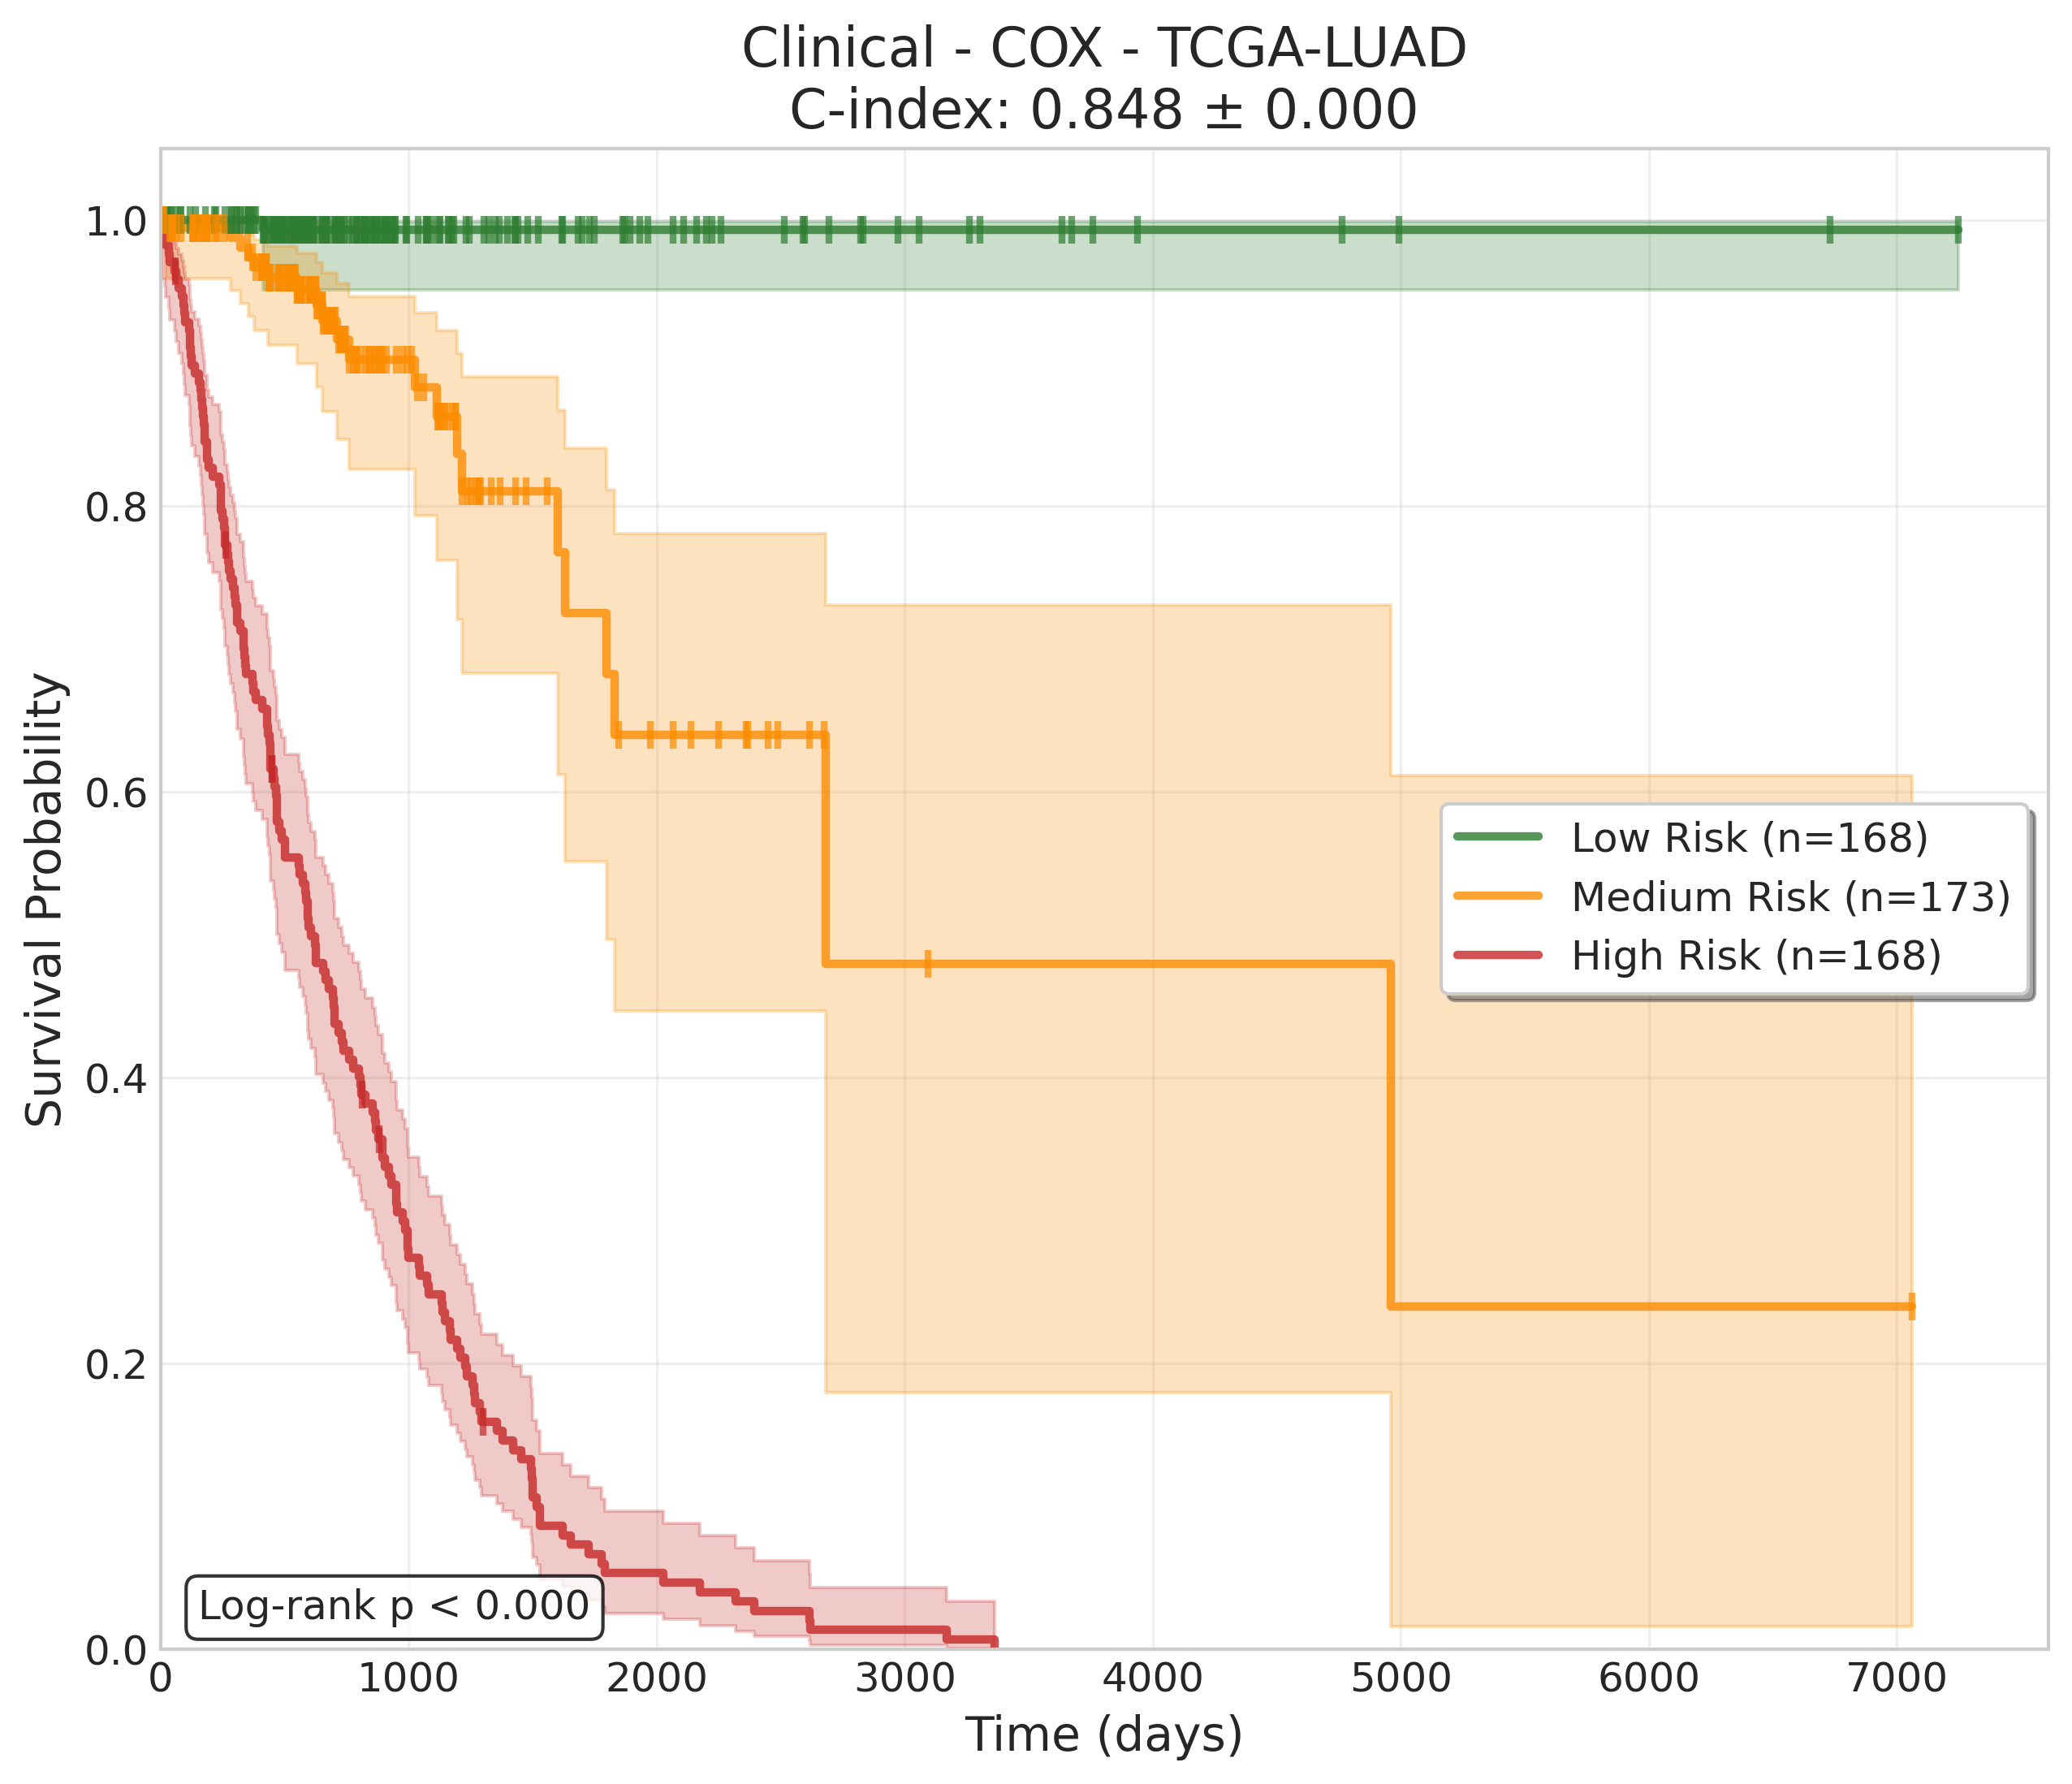 Clinical - COX - TCGA-LUAD
C-index: 0.848 ± 0.000
Survival Probability
1.0
0.8
0.6
0.4
0.2
0.0
Low Risk (n=168)
Medium Risk (n=173)
High Risk (n=168)
Log-rank p < 0.000
0 1000 2000 3000 4000 5000 6000 7000
Time (days)